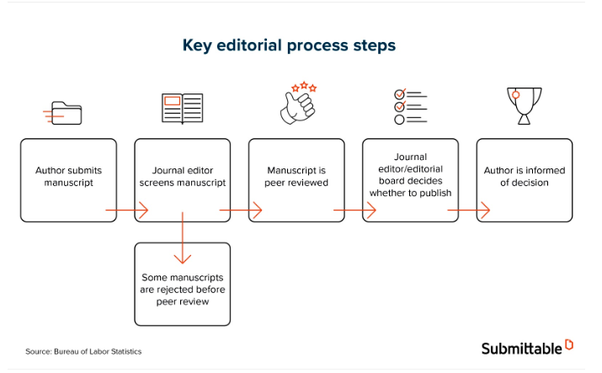 Key editorial process steps
Author submits
manuscript
Journal editor
screens manuscript
Manuscript is
peer reviewed
Journal
editor/editorial
board decides
whether to publish
Author is informed
of decision
Some manuscripts
are rejected before
peer review
Source: Bureau of Labor Statistics
Submittable